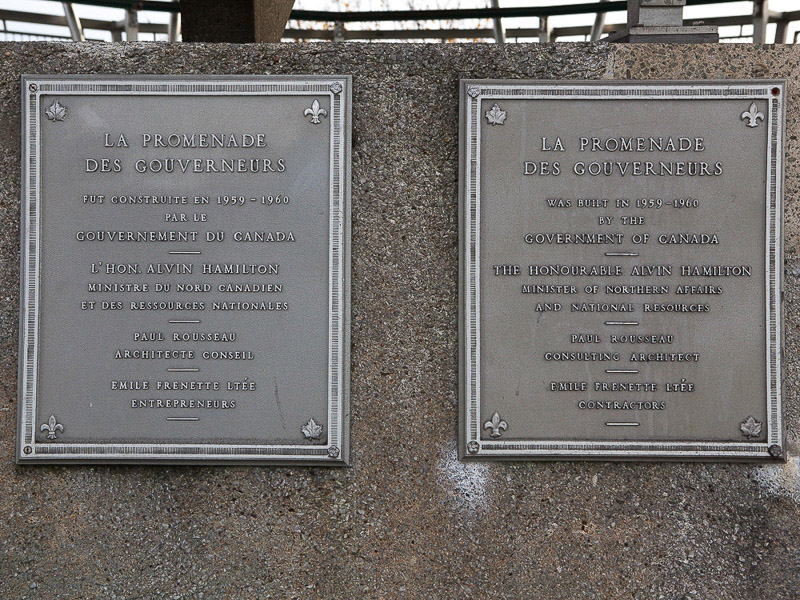 LA PROMENADE
DES GOUVERNEURS
FUT CONSTRUITE EN 1959-1960
PAR LE
GOUVERNEMENT DU CANADA
L'HON. ALVIN HAMILTON
MINISTRE DU NORD CANADIEN
ET DES RESSOURCES NATIONALES
PAUL ROUSSEAU
ARCHITECTE CONSEIL
EMILE FRENETTE LTÉE
ENTREPRENEURS
LA PROMENADE
DES GOUVERNEURS
WAS BUILT IN 1959-1960
BY THE
GOVERNMENT OF CANADA
THE HONOURABLE ALVIN HAMILTON
MINISTER OF NORTHERN AFFAIRS
AND NATIONAL RESOURCES
PAUL ROUSSEAU
CONSULTING ARCHITECT
EMILE FRENETTE LTÉE
CONTRACTORS